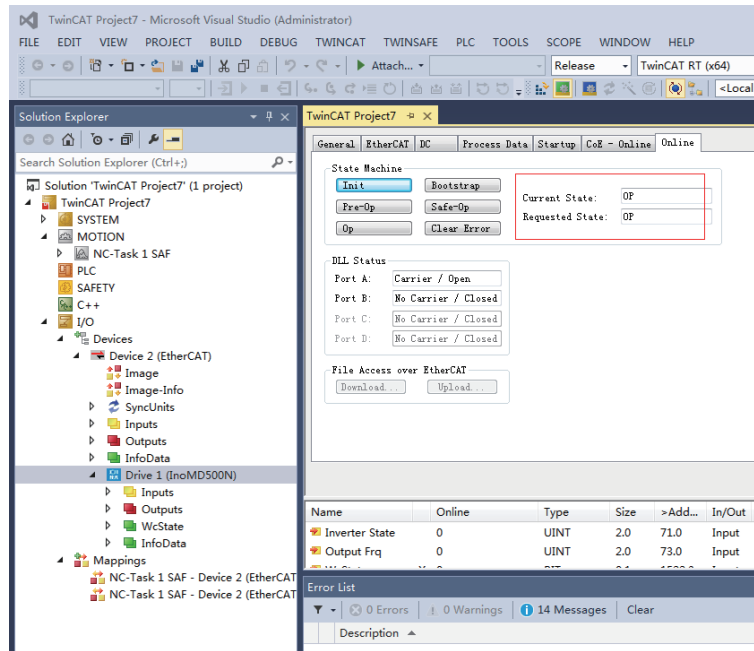 TwinCAT Project7 - Microsoft Visual Studio (Administrator)
FILE EDIT VIEW PROJECT BUILD DEBUG TWINCAT TWINSAFE PLC TOOLS SCOPE WINDOW HELP
Attach... Release TwinCAT RT (x64)
<Local
Solution Explorer
Search Solution Explorer (Ctrl+;)
Solution 'TwinCAT Project7' (1 project)
TwinCAT Project7
SYSTEM
MOTION
NC-Task 1 SAF
PLC
SAFETY
C++
I/O
Devices
Device 2 (EtherCAT)
Image
Image-Info
SyncUnits
Inputs
Outputs
InfoData
Drive 1 (InoMD500N)
Inputs
Outputs
WcState
InfoData
Mappings
NC-Task 1 SAF - Device 2 (EtherCAT
NC-Task 1 SAF - Device 2 (EtherCAT
TwinCAT Project7
General EtherCAT DC Process Data Startup CoE - Online Online
State Machine
Init Bootstrap
Pre-Op Safe-Op
Op Clear Error
Current State: OP
Requested State: OP
DLL Status
Port A: Carrier / Open
Port B: No Carrier / Closed
Port C: No Carrier / Closed
Port D: No Carrier / Closed
File Access over EtherCAT
Download... Upload...
Name Online Type Size >Add... In/Out
Inverter State 0 UINT 2.0 71.0 Input
Output Frq 0 UINT 2.0 73.0 Input
Error List
0 Errors 0 Warnings 14 Messages Clear
Description